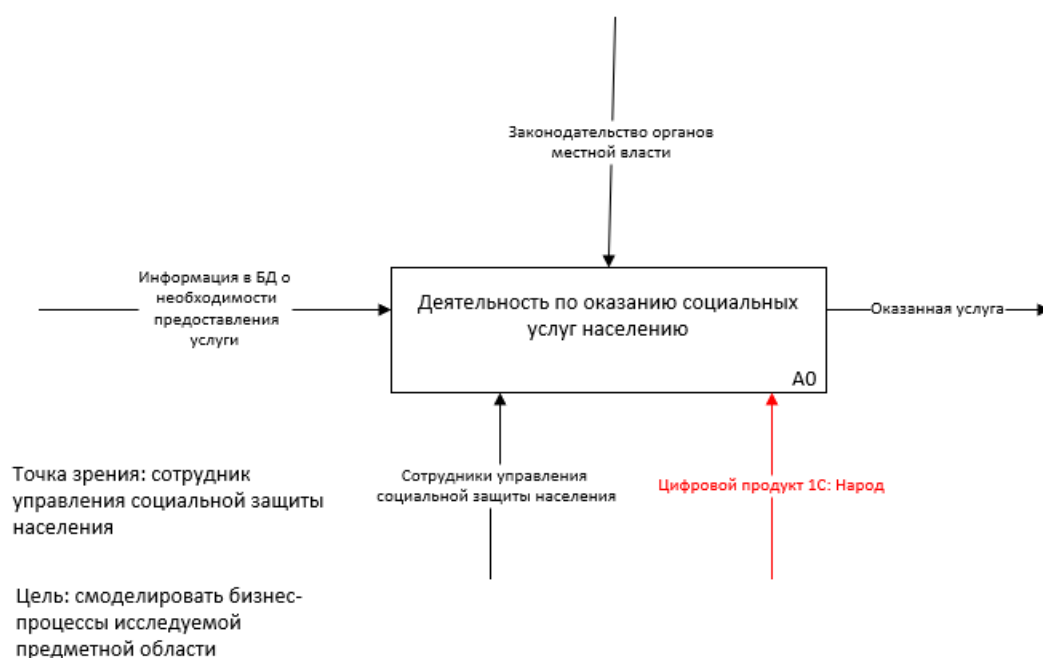 Законодательство органов
местной власти
Информация в БД о
необходимости
предоставления
услуги
Деятельность по оказанию социальных
услуг населению
A0
Оказанная услуга
Точка зрения: сотрудник
управления социальной защиты
населения
Сотрудники управления
социальной защиты населения
Цифровой продукт 1С: Народ
Цель: смоделировать бизнес-
процессы исследуемой
предметной области